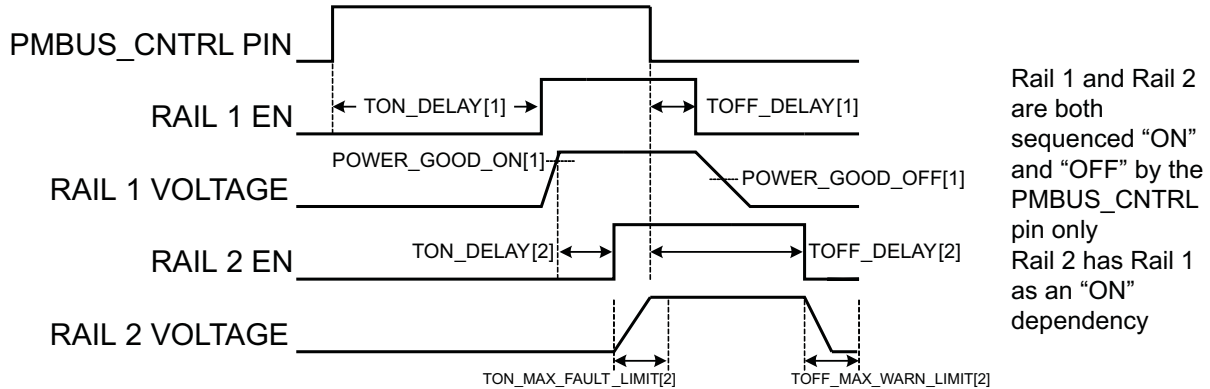 PMBUS_CNTRL PIN
RAIL 1 EN
TON_DELAY[1]
TOFF_DELAY[1]
POWER_GOOD_ON[1]
RAIL 1 VOLTAGE
POWER_GOOD_OFF[1]
RAIL 2 EN
TON_DELAY[2]
TOFF_DELAY[2]
RAIL 2 VOLTAGE
TON_MAX_FAULT_LIMIT[2]
TOFF_MAX_WARN_LIMIT[2]
Rail 1 and Rail 2
are both
sequenced “ON”
and “OFF” by the
PMBUS_CNTRL
pin only
Rail 2 has Rail 1
as an “ON”
dependency